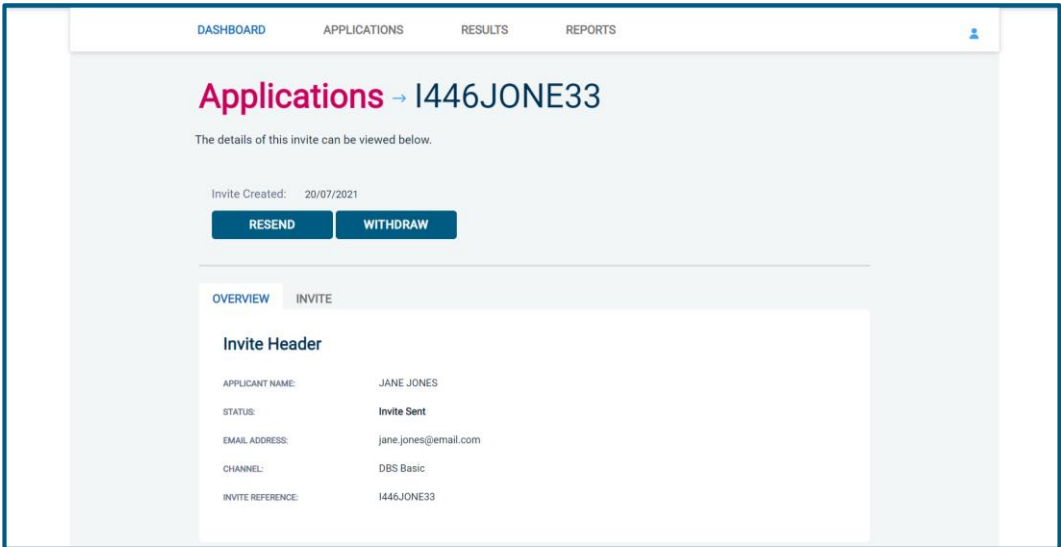 DASHBOARD APPLICATIONS RESULTS REPORTS
Applications → I446JONE33
The details of this invite can be viewed below.
Invite Created: 20/07/2021
RESEND WITHDRAW
OVERVIEW INVITE
Invite Header
APPLICANT NAME: JANE JONES
STATUS: Invite Sent
EMAIL ADDRESS: jane.jones@email.com
CHANNEL: DBS Basic
INVITE REFERENCE: I446JONE33